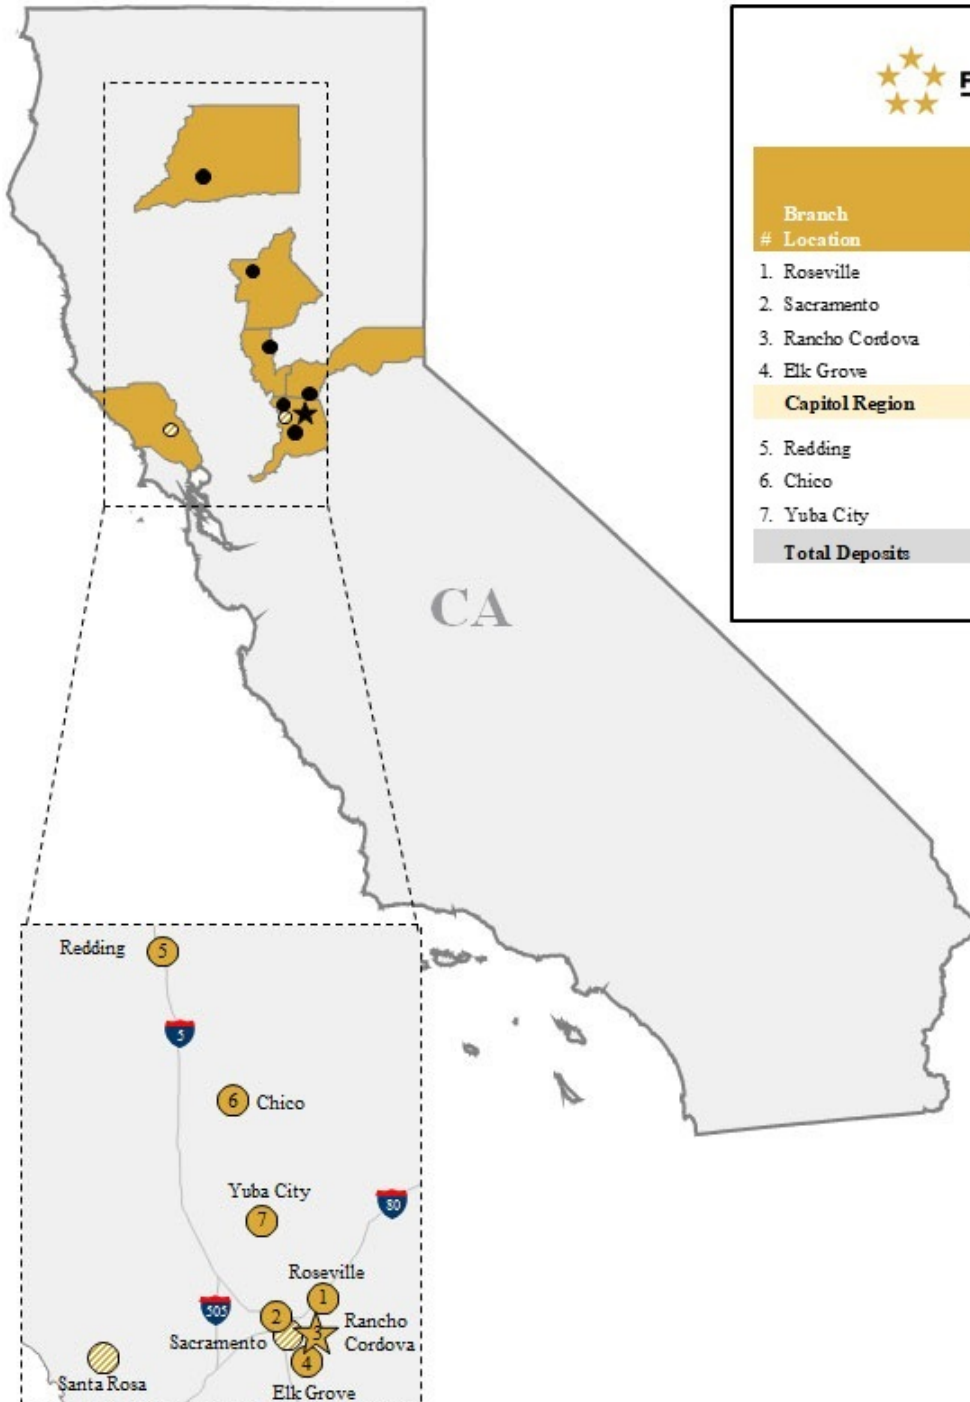 F
Branch
# Location
1. Roseville
2. Sacramento
3. Rancho Cordova
4. Elk Grove
Capitol Region
5. Redding
6. Chico
7. Yuba City
Total Deposits
CA
Redding 5
5
6 Chico
Yuba City
7
80
Roseville
1
505
2
Sacramento
3
Rancho
Cordova
4
Santa Rosa
Elk Grove